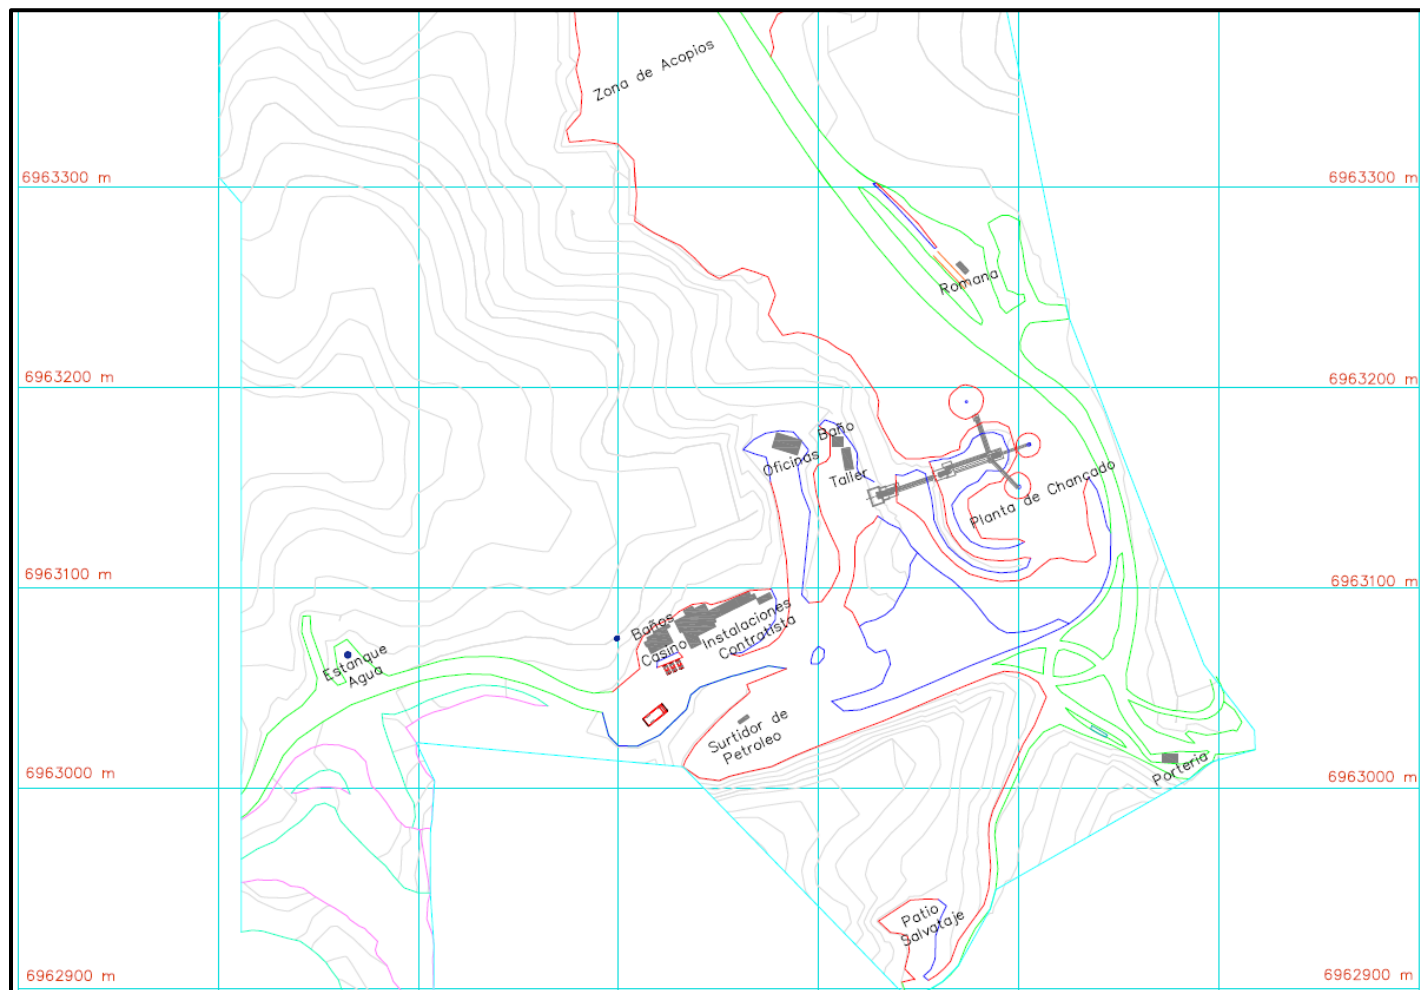 Zona de Acopios
6963300 m
6963300 m
Romana
6963200 m
6963200 m
Baño
Oficinas
Taller
Planta de Chancado
6963100 m
6963100 m
Baños
Casino
Instalaciones
Contratista
Estanque
Agua
Surtidor de
Petroleo
Porteria
6963000 m
6963000 m
Patio
Salvataje
6962900 m
6962900 m